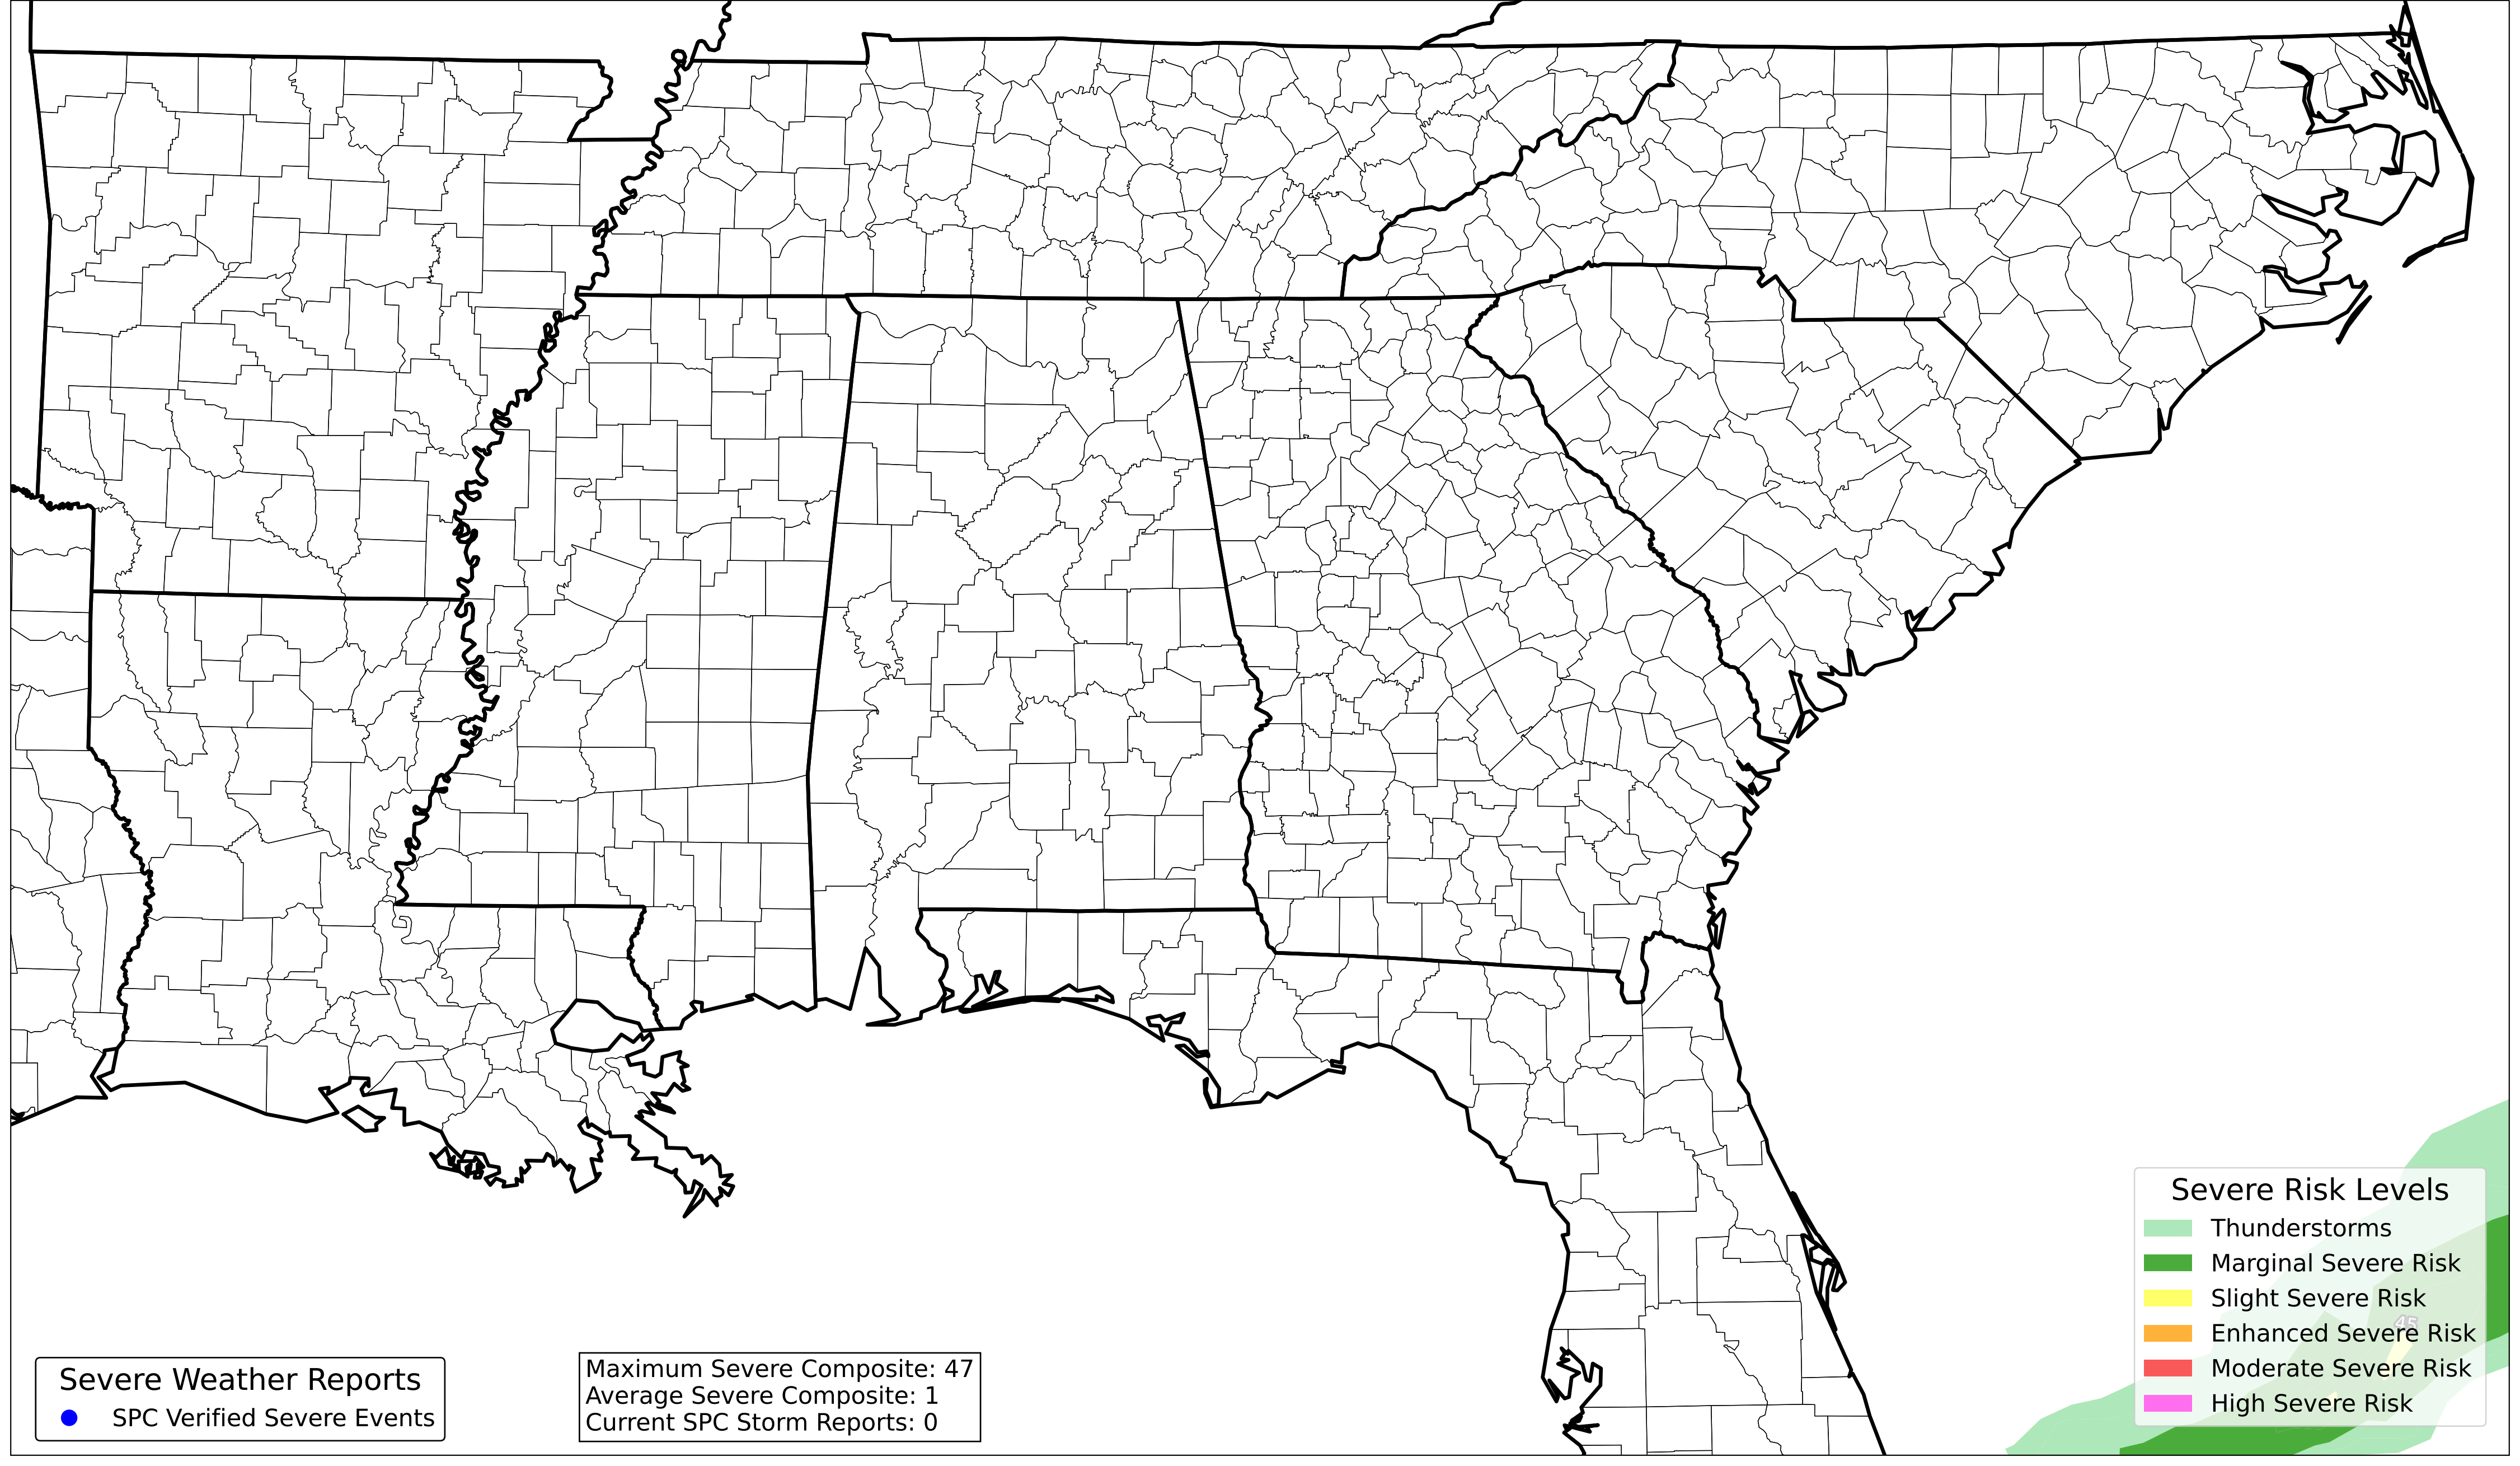 Severe Risk Levels
Thunderstorms
Marginal Severe Risk
Slight Severe Risk
45
Enhanced Severe Risk
Moderate Severe Risk
High Severe Risk
Severe Weather Reports
SPC Verified Severe Events
Maximum Severe Composite: 47
Average Severe Composite: 1
Current SPC Storm Reports: 0